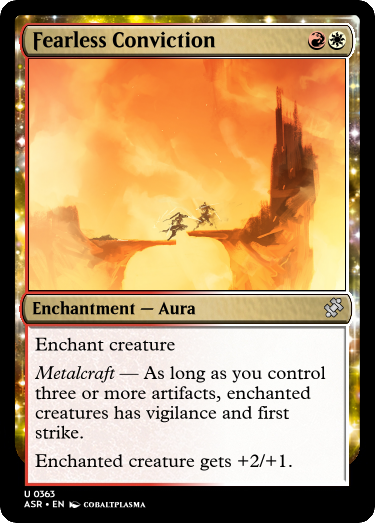 Fearless Conviction
Enchantment — Aura
Enchant creature
Metalcraft — As long as you control
three or more artifacts, enchanted
creatures has vigilance and first
strike.
Enchanted creature gets +2/+1.
U 0363
ASR • EN COBALTPLASMA